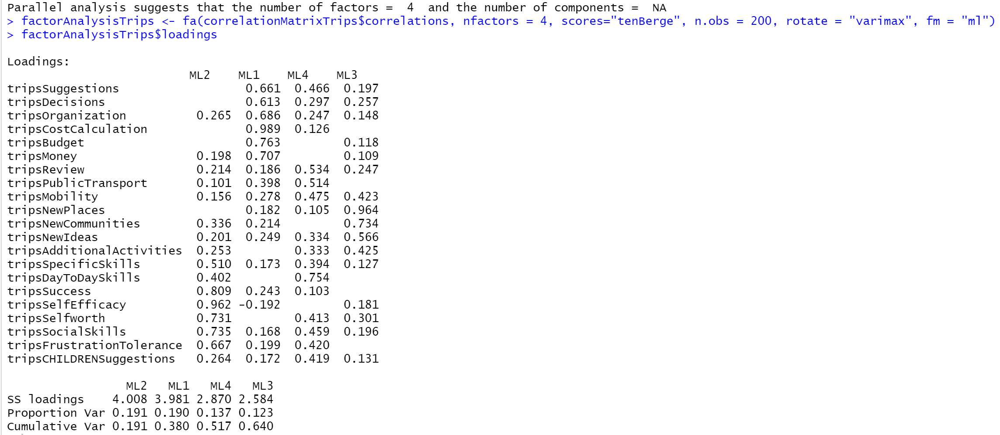 Parallel analysis suggests that the number of factors =  4  and the number of components =  NA
> factorAnalysisTrips <- fa(correlationMatrixTrips$correlations, nfactors = 4, scores="tenBerge", n.obs = 200, rotate = "varimax", fm = "ml")
> factorAnalysisTrips$loadings
Loadings:
                          ML2    ML1    ML4    ML3
tripsSuggestions                  0.661  0.466  0.197
tripsDecisions                    0.613  0.297  0.257
tripsOrganization          0.265  0.686  0.247  0.148
tripsCostCalculation              0.989  0.126
tripsBudget                       0.763         0.118
tripsMoney                 0.198  0.707         0.109
tripsReview                0.214  0.186  0.534  0.247
tripsPublicTransport       0.101  0.398  0.514
tripsMobility              0.156  0.278  0.475  0.423
tripsNewPlaces                    0.182  0.105  0.964
tripsNewCommunities        0.336  0.214         0.734
tripsNewIdeas              0.201  0.249  0.334  0.566
tripsAdditionalActivities  0.253         0.333  0.425
tripsSpecificSkills        0.510  0.173  0.394  0.127
tripsDayToDaySkills        0.402         0.754
tripsSuccess               0.809  0.243  0.103
tripsSelfEfficacy          0.962 -0.192         0.181
tripsSelfworth             0.731         0.413  0.301
tripsSocialSkills          0.735  0.168  0.459  0.196
tripsFrustrationTolerance  0.667  0.199  0.420
tripsCHILDRENSuggestions   0.264  0.172  0.419  0.131
                 ML2   ML1   ML4   ML3
SS loadings    4.008 3.981 2.870 2.584
Proportion Var 0.191 0.190 0.137 0.123
Cumulative Var 0.191 0.380 0.517 0.640